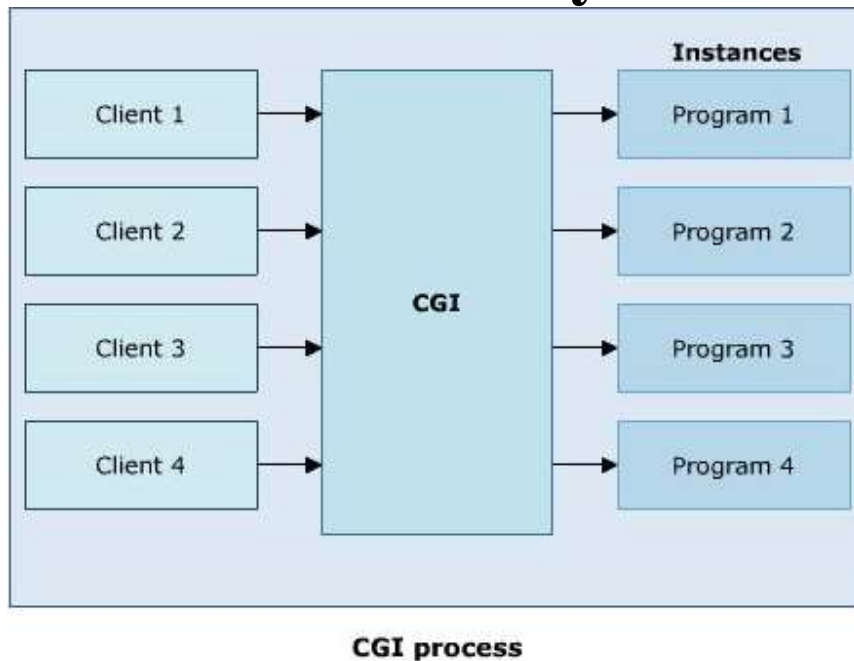 Instances
Client 1
Program 1
Client 2
Program 2
CGI
Client 3
Program 3
Client 4
Program 4
CGI process